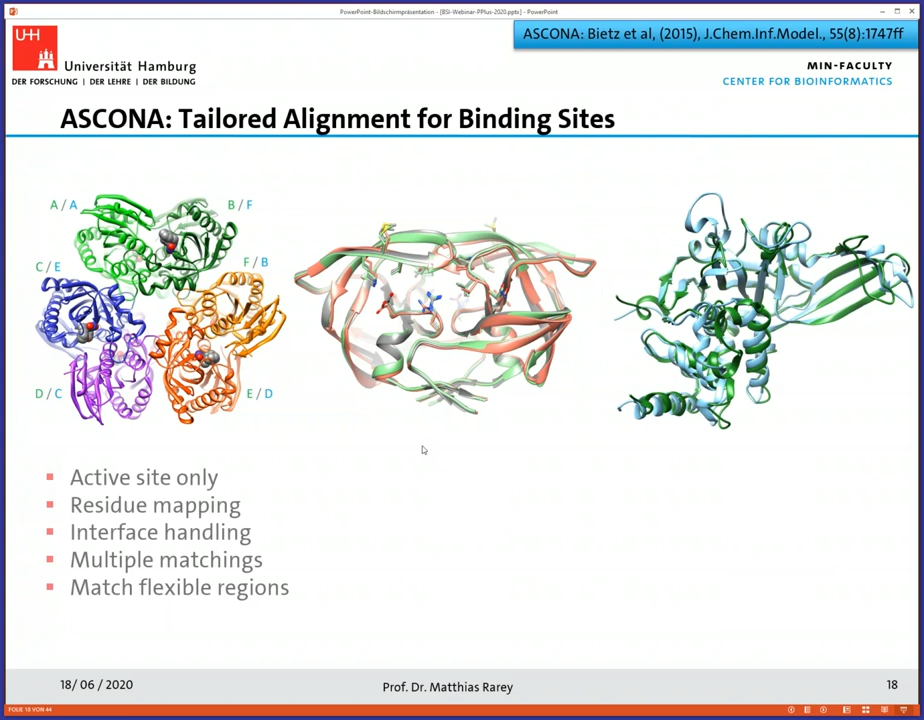 PowerPoint-Bildschirmpräsentation - [BSI-Webinar-PPlus-2020.pptx] - PowerPoint
ASCONA: Bietz et al, (2015), J.Chem.Inf.Model., 55(8):1747ff
UHH
Universität Hamburg
DER FORSCHUNG | DER LEHRE | DER BILDUNG
MIN-FACULTY
CENTER FOR BIOINFORMATICS
ASCONA: Tailored Alignment for Binding Sites
A / A
B / F
C / E
F / B
D / C
E / D
Active site only
Residue mapping
Interface handling
Multiple matchings
Match flexible regions
18/ 06 / 2020
Prof. Dr. Matthias Rarey
18
FOLIE 18 VON 44